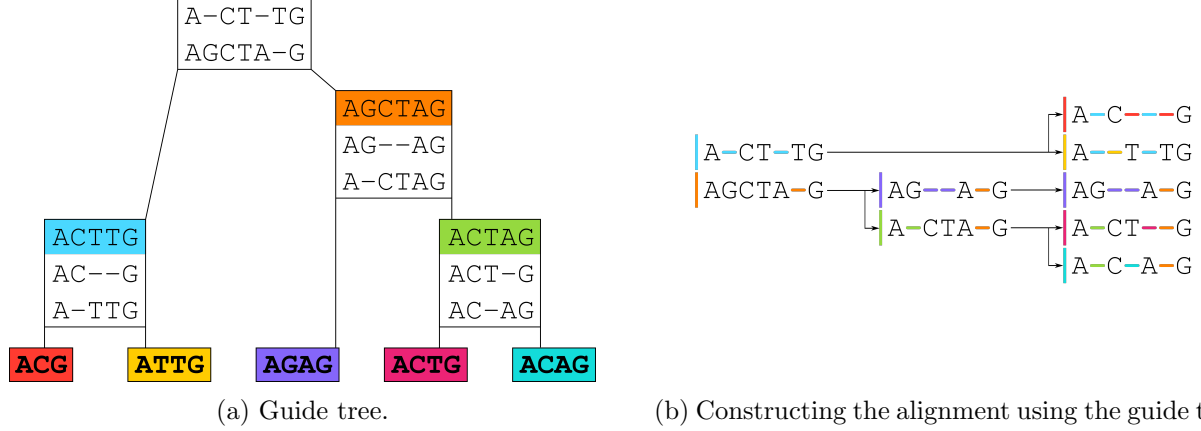 A-CT-TG
AGCTA-G
AGCTAG
AG--AG
A-CTAG
ACTTG
AC--G
A-TTG
ACTAG
ACT-G
AC-AG
ACG
ATTG
AGAG
ACTG
ACAG
(a) Guide tree.
A-CT-TG
AGCTA-G
AG--A-G
A-CTA-G
A-C---G
A--T-TG
AG--A-G
A-CT--G
A-C-A-G
(b) Constructing the alignment using the guide t